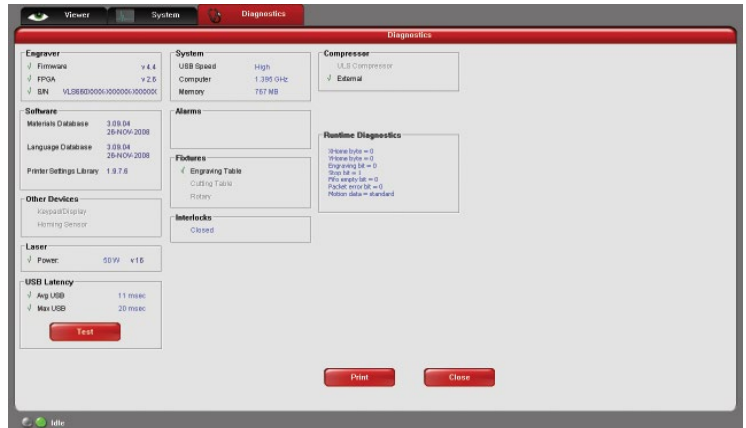 Viewer
System
Diagnostics
Diagnostics
Engraver
Firmware v 4.4
FPGA v 2.6
S/N
Software
Materials Database 3.09.04
26-NOV-2008
Language Database 3.09.04
26-NOV-2008
Printer Settings Library 1.9.7.6
Other Devices
Keypad/Display
Homing Sensor
Laser
Power: 50 W v16
USB Latency
Avg USB 11 msec
Max USB 20 msec
Test
System
USB Speed High
Computer 1.395 GHz
Memory 767 MB
Alarms
Fixtures
Engraving Table
Cutting Table
Rotary
Interlocks
Closed
Compressor
ULS Compressor
External
Runtime Diagnostics
XHome byte = 0
YHome byte = 0
Engraving bit = 0
Stop bit = 1
Fifo empty bit = 0
Packet error bit = 0
Motion data = standard
Print
Close
Idle